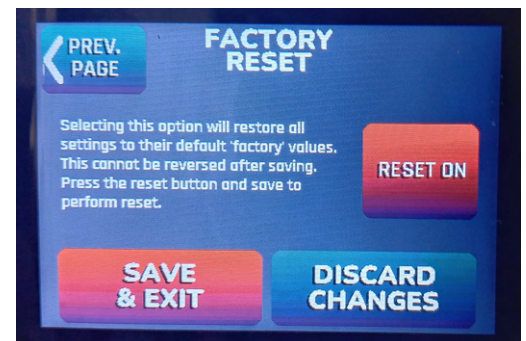 PREV.
PAGE
FACTORY
RESET
Selecting this option will restore all
settings to their default 'factory' values.
This cannot be reversed after saving.
Press the reset button and save to
perform reset.
RESET ON
SAVE
& EXIT
DISCARD
CHANGES